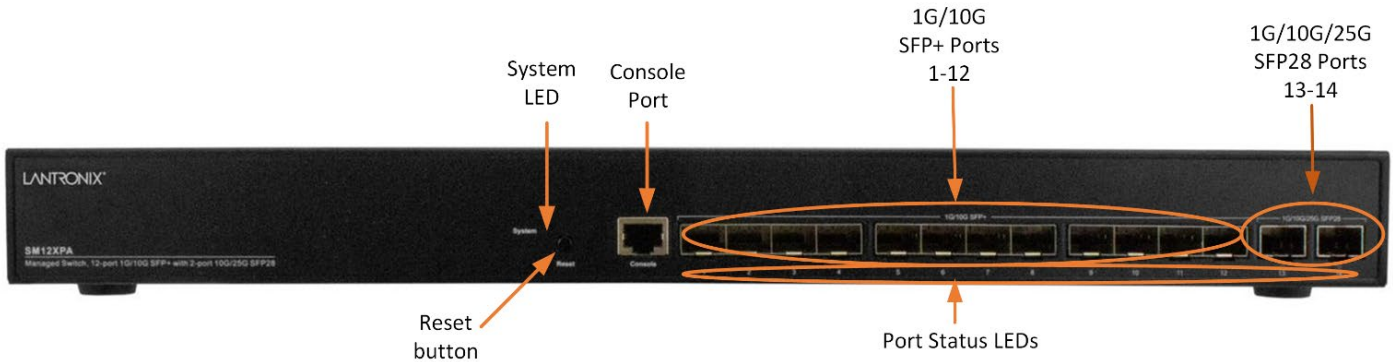 1G/10G
SFP+ Ports
1-12
1G/10G/25G
SFP28 Ports
13-14
System
LED
Console
Port
LANTRONIX®
1G/10G SFP+
1G/10G/25G SFP28
System
SM12XPA
Managed Switch, 12-port 1G/10G SFP+ with 2-port 10G/25G SFP28
Reset
Console
2 3 4 5 6 7 8 9 10 11 12 13
Reset
button
Port Status LEDs